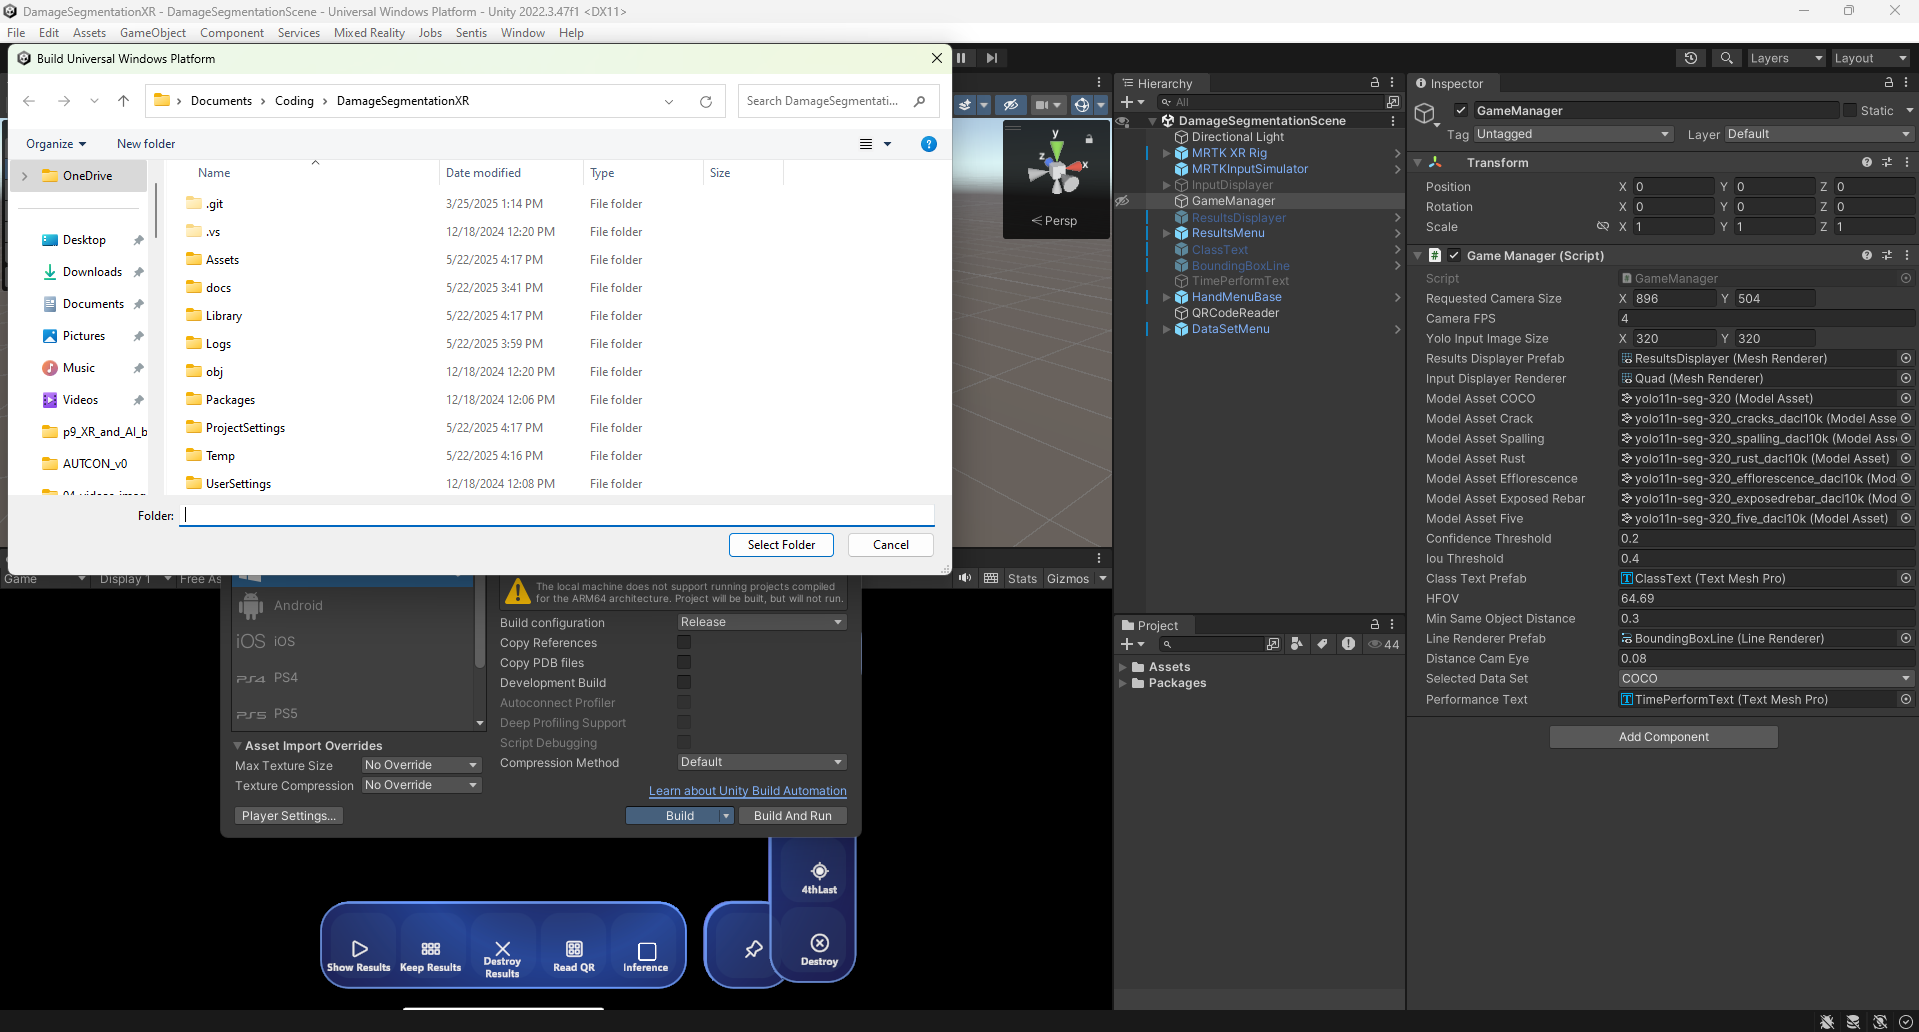 DamageSegmentationXR - DamageSegmentationScene - Universal Windows Platform - Unity 2022.3.47f1 <DX11>
File Edit Assets GameObject Component Services Mixed Reality Jobs Sentis Window Help
Build Universal Windows Platform
Documents > Coding > DamageSegmentationXR
Search DamageSegmentati...
Organize New folder
OneDrive
Desktop
Downloads
Documents
Pictures
Music
Videos
p9_XR_and_AI_b
AUTCON_v0
Name Date modified Type Size
.git 3/25/2025 1:14 PM File folder
.vs 12/18/2024 12:20 PM File folder
Assets 5/22/2025 4:17 PM File folder
docs 5/22/2025 3:41 PM File folder
Library 5/22/2025 4:17 PM File folder
Logs 5/22/2025 3:59 PM File folder
obj 12/18/2024 12:20 PM File folder
Packages 12/18/2024 12:06 PM File folder
ProjectSettings 5/22/2025 4:17 PM File folder
Temp 5/22/2025 4:16 PM File folder
UserSettings 12/18/2024 12:08 PM File folder
Folder:
Select Folder Cancel
Layers Layout
y
z x
< Persp
Game Display 1 Free As
Stats Gizmos
Android
iOS iOS
PS4 PS4
PS5 PS5
Asset Import Overrides
Max Texture Size No Override
Texture Compression No Override
Player Settings...
The local machine does not support running projects compiled
for the ARM64 architecture. Project will be built, but will not run.
Build configuration Release
Copy References
Copy PDB files
Development Build
Autoconnect Profiler
Deep Profiling Support
Script Debugging
Compression Method Default
Learn about Unity Build Automation
Build Build And Run
4thLast
Destroy
Show Results
Keep Results
Destroy
Results
Read QR
Inference
Hierarchy
All
DamageSegmentationScene
Directional Light
MRTK XR Rig
MRTKInputSimulator
InputDisplayer
GameManager
ResultsDisplayer
ResultsMenu
ClassText
BoundingBoxLine
TimePerformText
HandMenuBase
QRCodeReader
DataSetMenu
Project
44
Assets
Packages
Inspector
GameManager Static
Tag Untagged Layer Default
Transform
Position X 0 Y 0 Z 0
Rotation X 0 Y 0 Z 0
Scale X 1 Y 1 Z 1
# Game Manager (Script)
Script GameManager
Requested Camera Size X 896 Y 504
Camera FPS 4
Yolo Input Image Size X 320 Y 320
Results Displayer Prefab ResultsDisplayer (Mesh Renderer)
Input Displayer Renderer Quad (Mesh Renderer)
Model Asset COCO yolo11n-seg-320 (Model Asset)
Model Asset Crack yolo11n-seg-320_cracks_dacl10k (Model Asse
Model Asset Spalling yolo11n-seg-320_spalling_dacl10k (Model Ass
Model Asset Rust yolo11n-seg-320_rust_dacl10k (Model Asset)
Model Asset Efflorescence yolo11n-seg-320_efflorescence_dacl10k (Mod
Model Asset Exposed Rebar yolo11n-seg-320_exposedrebar_dacl10k (Mod
Model Asset Five yolo11n-seg-320_five_dacl10k (Model Asset)
Confidence Threshold 0.2
Iou Threshold 0.4
Class Text Prefab ClassText (Text Mesh Pro)
HFOV 64.69
Min Same Object Distance 0.3
Line Renderer Prefab BoundingBoxLine (Line Renderer)
Distance Cam Eye 0.08
Selected Data Set COCO
Performance Text TimePerformText (Text Mesh Pro)
Add Component